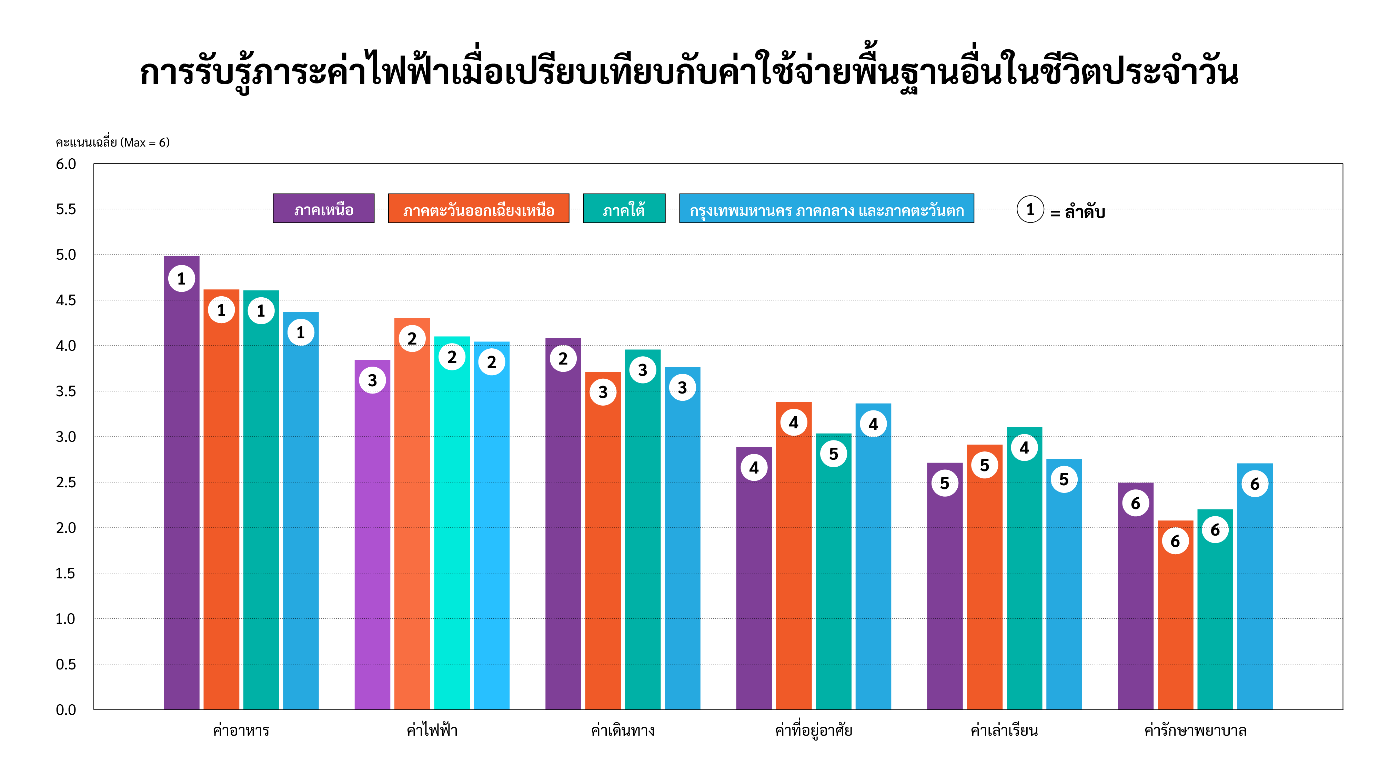 การรับรู้ภาระค่าไฟฟ้าเมื่อเปรียบเทียบกับค่าใช้จ่ายพื้นฐานอื่นในชีวิตประจำวัน
คะแนนเฉลี่ย (Max = 6)
6.0
ภาคเหนือ ภาคตะวันออกเฉียงเหนือ ภาคใต้ กรุงเทพมหานคร ภาคกลาง และภาคตะวันตก 1 = ลำดับ
5.5
5.0
4.5
4.0
3.5
3.0
2.5
2.0
1.5
1.0
0.5
0.0
1 1 1 1
3 2 2 2
2 3 3 3
4 4 5 4
5 5 4 5
6 6 6 6
ค่าอาหาร ค่าไฟฟ้า ค่าเดินทาง ค่าที่อยู่อาศัย ค่าเล่าเรียน ค่ารักษาพยาบาล